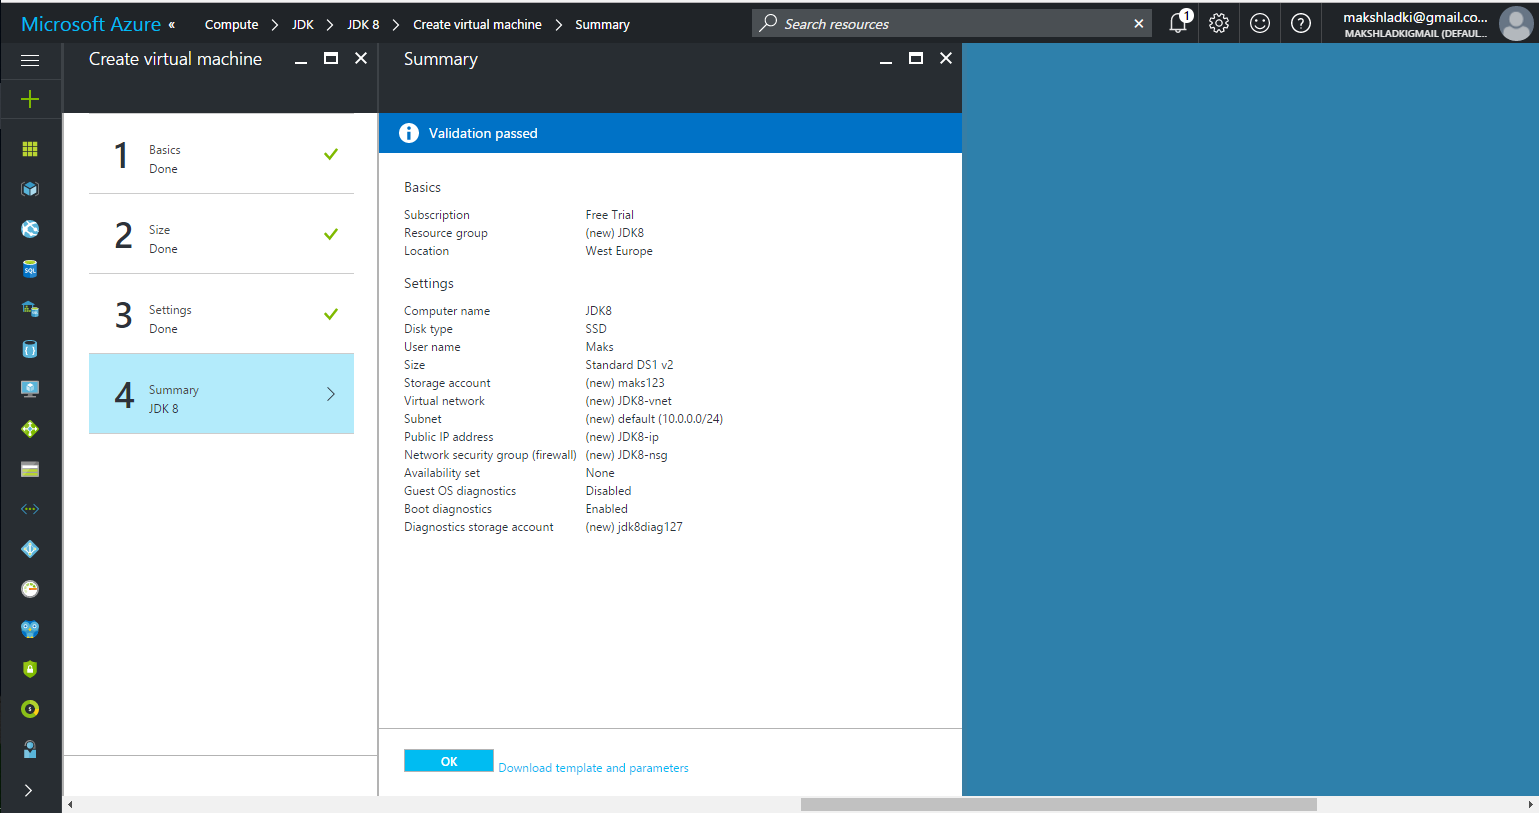 Microsoft Azure « Compute > JDK > JDK 8 > Create virtual machine > Summary
Search resources
1
makshladki@gmail.co...
MAKSHLADKIGMAIL (DEFAUL...
Create virtual machine
1
Basics
Done
2
Size
Done
3
Settings
Done
4
Summary
JDK 8
Summary
Validation passed
Basics
Subscription Free Trial
Resource group (new) JDK8
Location West Europe
Settings
Computer name JDK8
Disk type SSD
User name Maks
Size Standard DS1 v2
Storage account (new) maks123
Virtual network (new) JDK8-vnet
Subnet (new) default (10.0.0.0/24)
Public IP address (new) JDK8-ip
Network security group (firewall) (new) JDK8-nsg
Availability set None
Guest OS diagnostics Disabled
Boot diagnostics Enabled
Diagnostics storage account (new) jdk8diag127
OK Download template and parameters
SQL